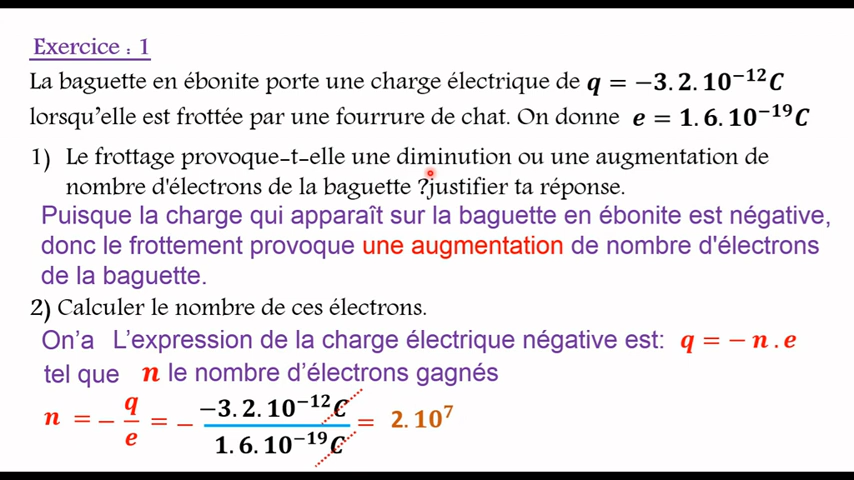 Exercice : 1
La baguette en ébonite porte une charge électrique de q = −3.2.10⁻¹²C
lorsqu'elle est frottée par une fourrure de chat. On donne e = 1.6.10⁻¹⁹C
1) Le frottage provoque-t-elle une diminution ou une augmentation de
nombre d'électrons de la baguette ?justifier ta réponse.
Puisque la charge qui apparaît sur la baguette en ébonite est négative,
donc le frottement provoque une augmentation de nombre d'électrons
de la baguette.
2) Calculer le nombre de ces électrons.
On'a L'expression de la charge électrique négative est: q = − n . e
tel que n le nombre d'électrons gagnés
n = − q/e = − −3.2.10⁻¹²C/1.6.10⁻¹⁹C = 2.10⁷